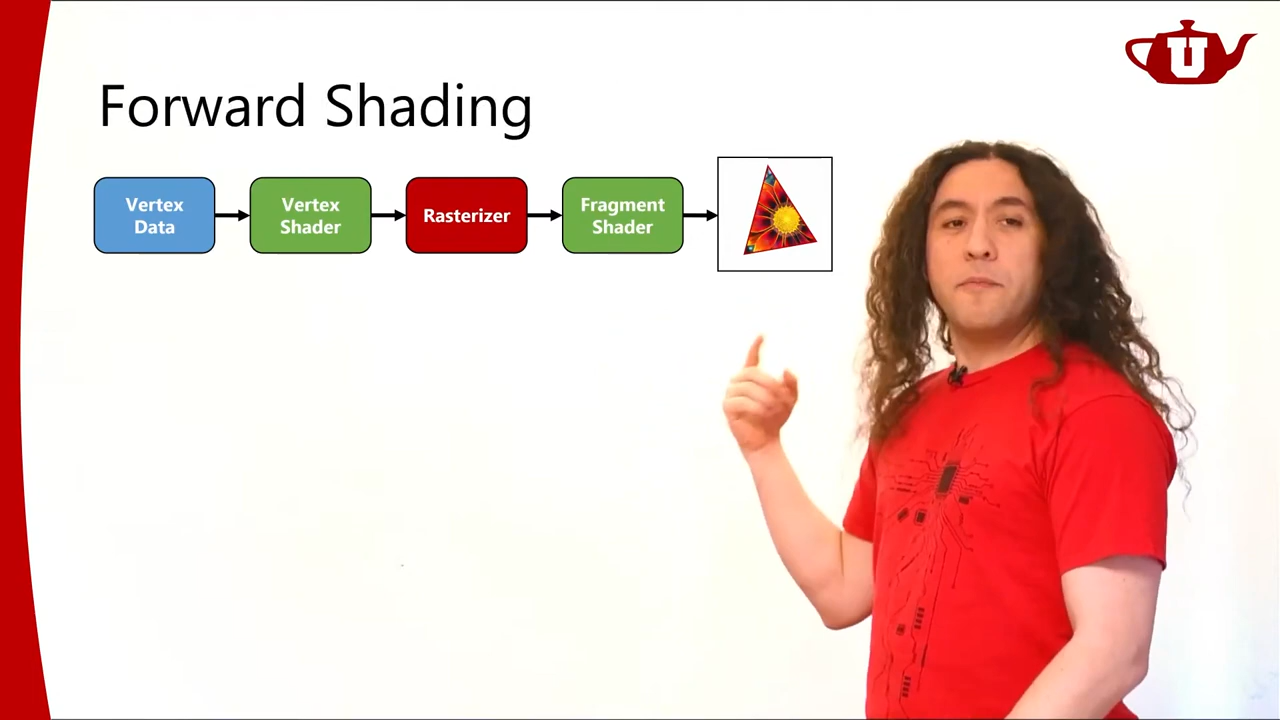 U
Forward Shading
Vertex
Data
Vertex
Shader
Rasterizer
Fragment
Shader